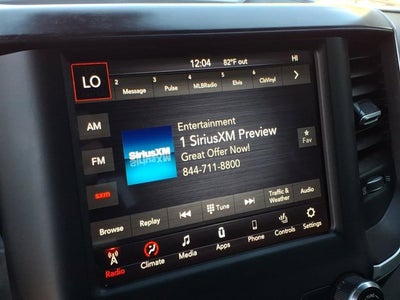 12:04 82°F out HI
LO
2 Message 3 Pulse 4 MLBRadio 5 Elvis 6 ChiVinyl
AM
FM
sxm
SiriusXM
Entertainment
1 SiriusXM Preview
Great Offer Now!
844-711-8800
Fav
Browse Replay Tune Traffic & Weather Audio
Radio Climate Media Apps Phone Controls Settings